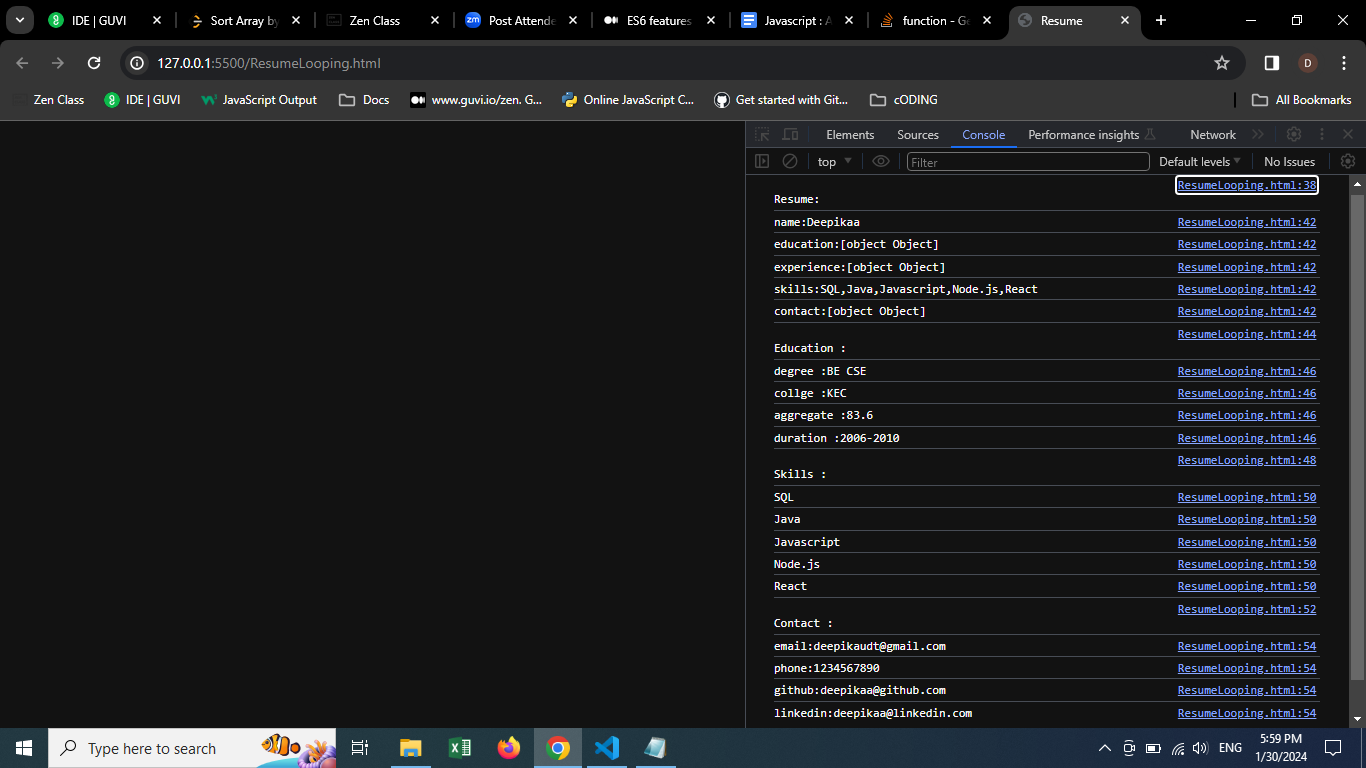 IDE | GUVI
Sort Array by
Zen Class
zm
Post Attende
ES6 features
Javascript : A
function - Ge
Resume
127.0.0.1:5500/ResumeLooping.html
D
Zen Class
IDE | GUVI
JavaScript Output
Docs
www.guvi.io/zen. G...
Online JavaScript C...
Get started with Git...
cODING
All Bookmarks
Elements
Sources
Console
Performance insights
Network
top
Filter
Default levels
No Issues
ResumeLooping.html:38
Resume:
name:Deepikaa ResumeLooping.html:42
education:[object Object] ResumeLooping.html:42
experience:[object Object] ResumeLooping.html:42
skills:SQL,Java,Javascript,Node.js,React ResumeLooping.html:42
contact:[object Object] ResumeLooping.html:42
ResumeLooping.html:44
Education :
degree :BE CSE ResumeLooping.html:46
collge :KEC ResumeLooping.html:46
aggregate :83.6 ResumeLooping.html:46
duration :2006-2010 ResumeLooping.html:46
ResumeLooping.html:48
Skills :
SQL ResumeLooping.html:50
Java ResumeLooping.html:50
Javascript ResumeLooping.html:50
Node.js ResumeLooping.html:50
React ResumeLooping.html:50
ResumeLooping.html:52
Contact :
email:deepikaudt@gmail.com ResumeLooping.html:54
phone:1234567890 ResumeLooping.html:54
github:deepikaa@github.com ResumeLooping.html:54
linkedin:deepikaa@linkedin.com ResumeLooping.html:54
Type here to search
ENG
5:59 PM
1/30/2024